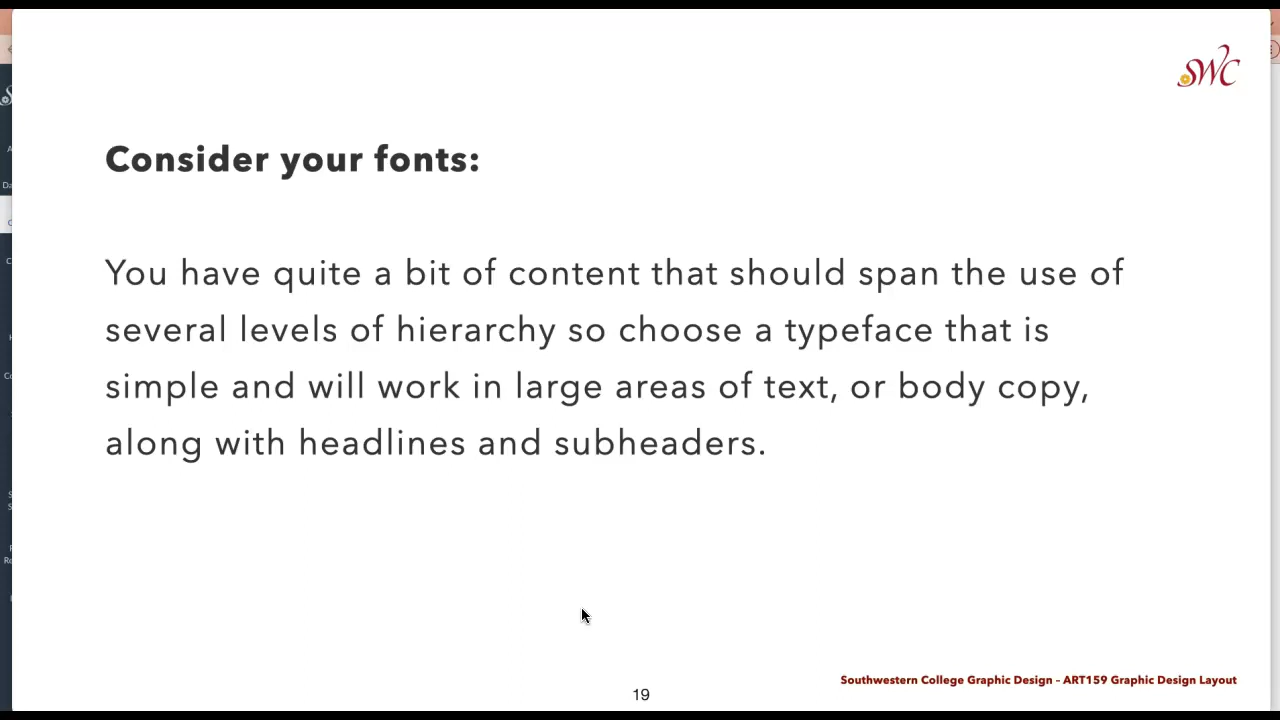 SWC
Consider your fonts:
You have quite a bit of content that should span the use of
several levels of hierarchy so choose a typeface that is
simple and will work in large areas of text, or body copy,
along with headlines and subheaders.
Southwestern College Graphic Design – ART159 Graphic Design Layout
19